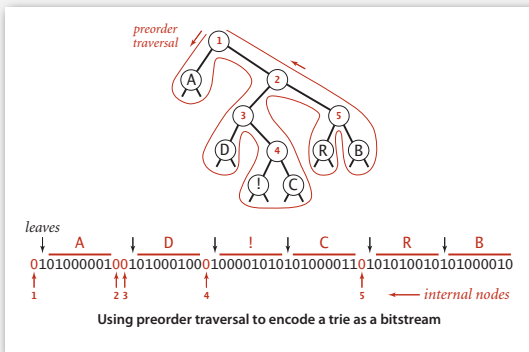 preorder
traversal
1
A
2
3
5
D
4
R
B
!
C
leaves
A D ! C R B
01010000010010100010001000010101010000110101010010101000010
1 2 3 4 5 internal nodes
Using preorder traversal to encode a trie as a bitstream